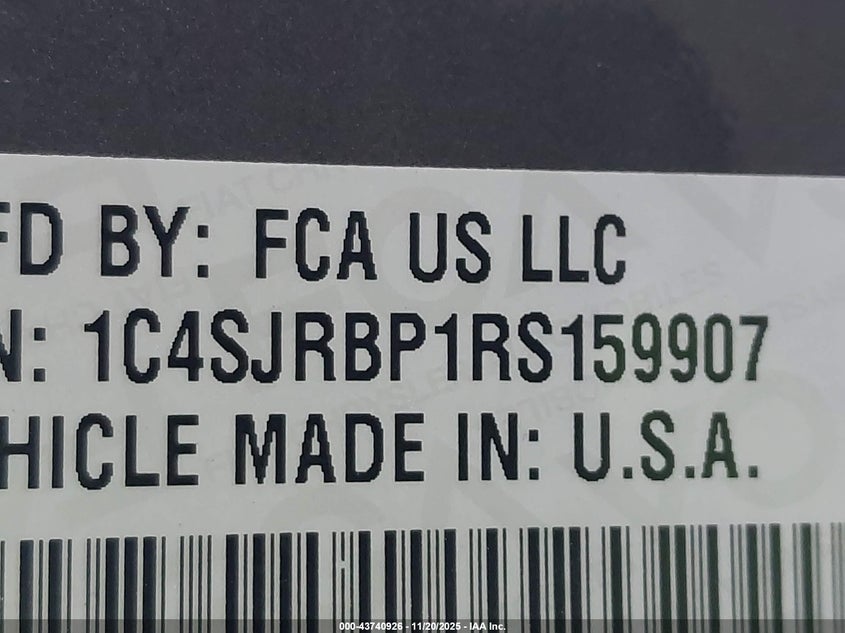 FD BY: FCA US LLC
N: 1C4SJRBP1RS159907
HICLE MADE IN: U.S.A.
000-43740926 - 11/20/2025 - IAA Inc.